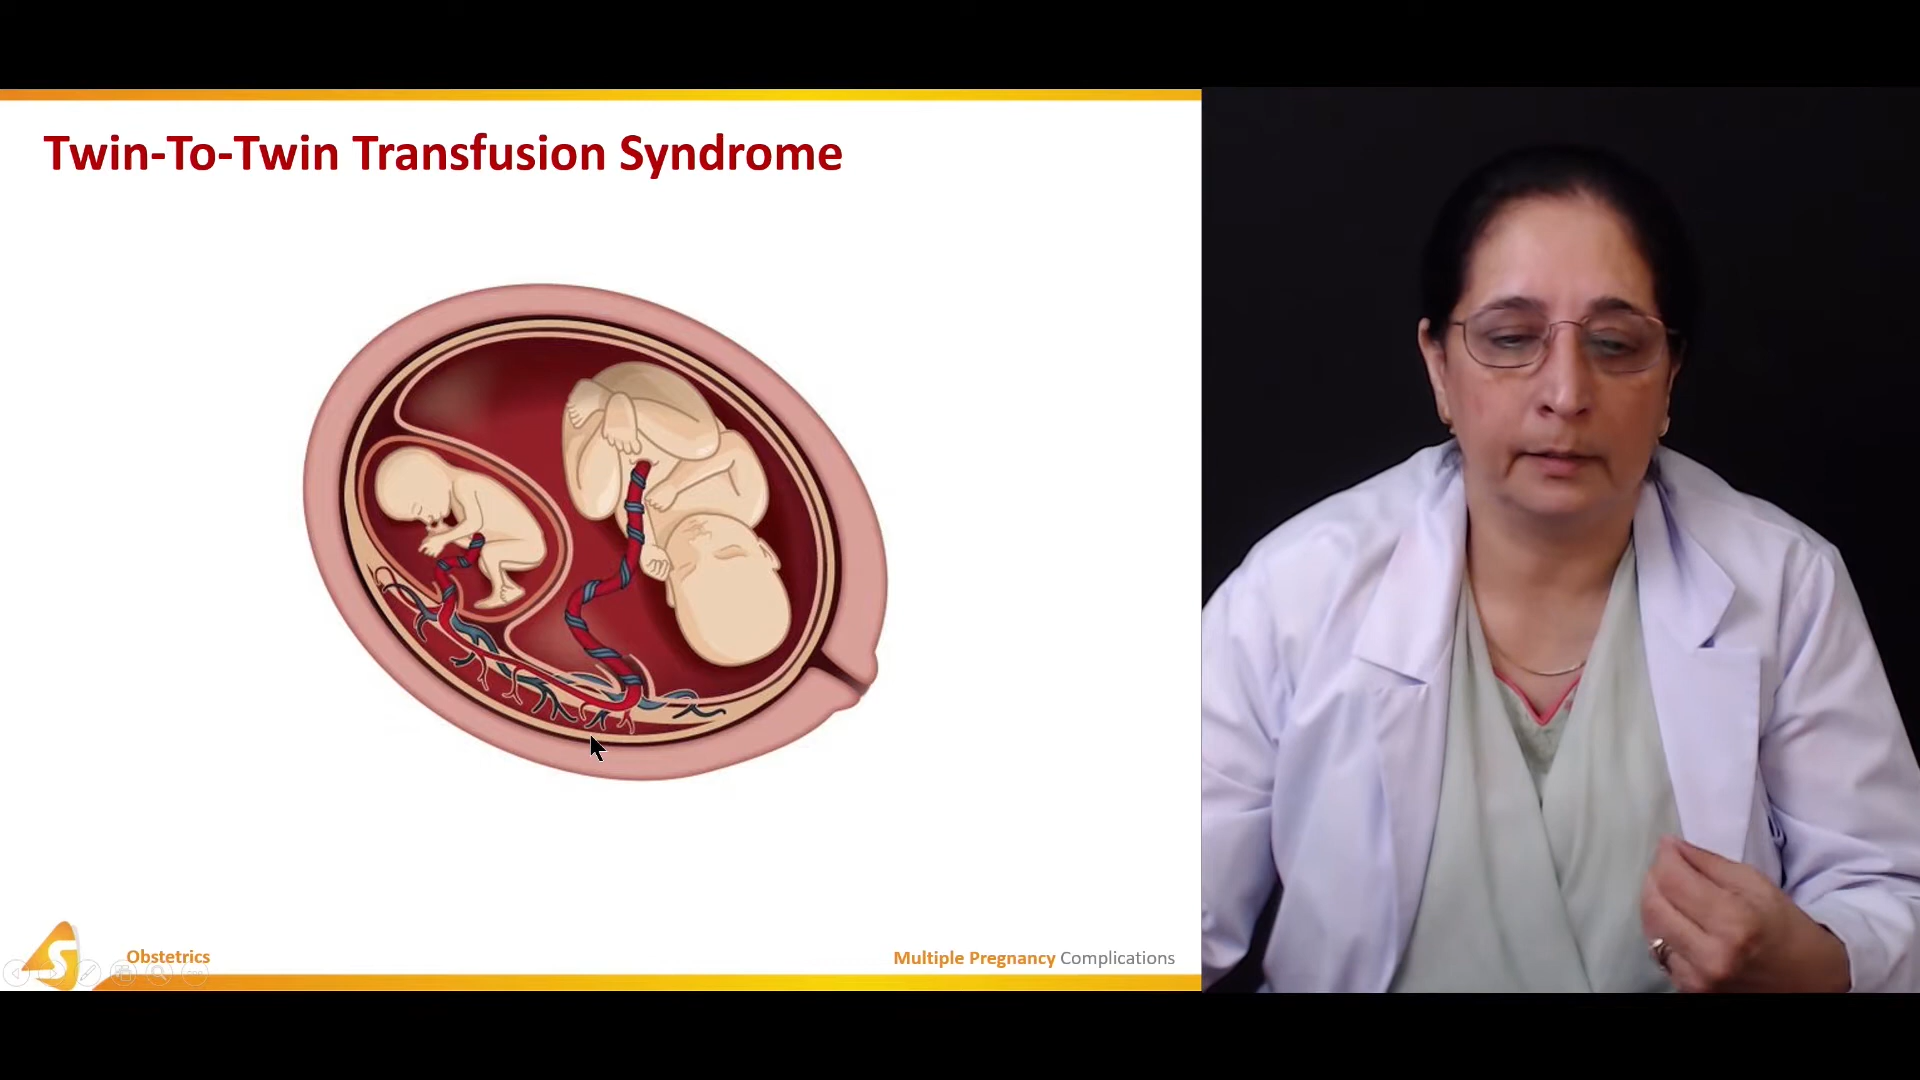 Twin-To-Twin Transfusion Syndrome
S
Obstetrics
Multiple Pregnancy Complications